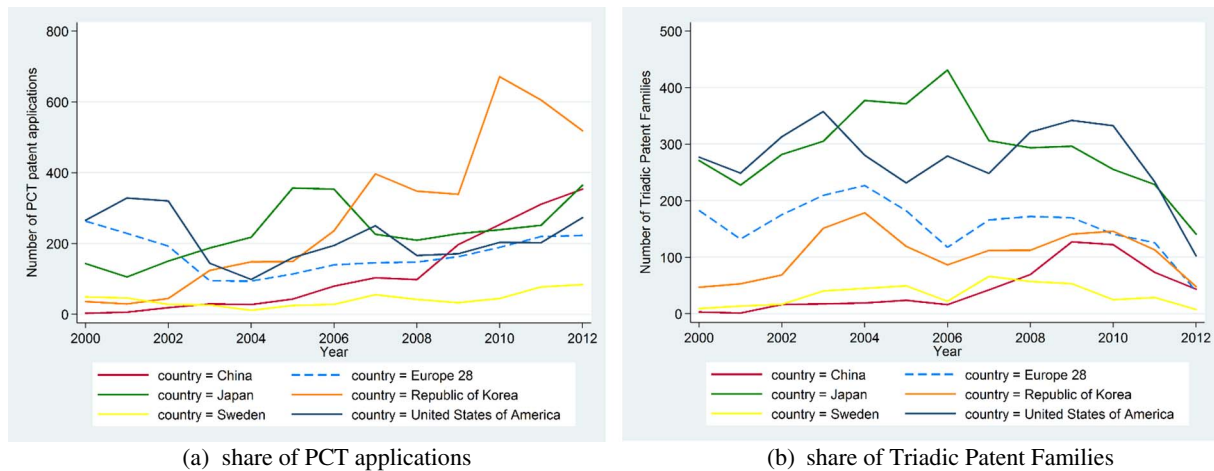 800
600
400
200
0
Number of PCT patent applications
2000 2002 2004 2006 2008 2010 2012
Year
country = China country = Europe 28
country = Japan country = Republic of Korea
country = Sweden country = United States of America
(a) share of PCT applications
500
400
300
200
100
0
Number of Triadic Patent Families
2000 2002 2004 2006 2008 2010 2012
Year
country = China country = Europe 28
country = Japan country = Republic of Korea
country = Sweden country = United States of America
(b) share of Triadic Patent Families